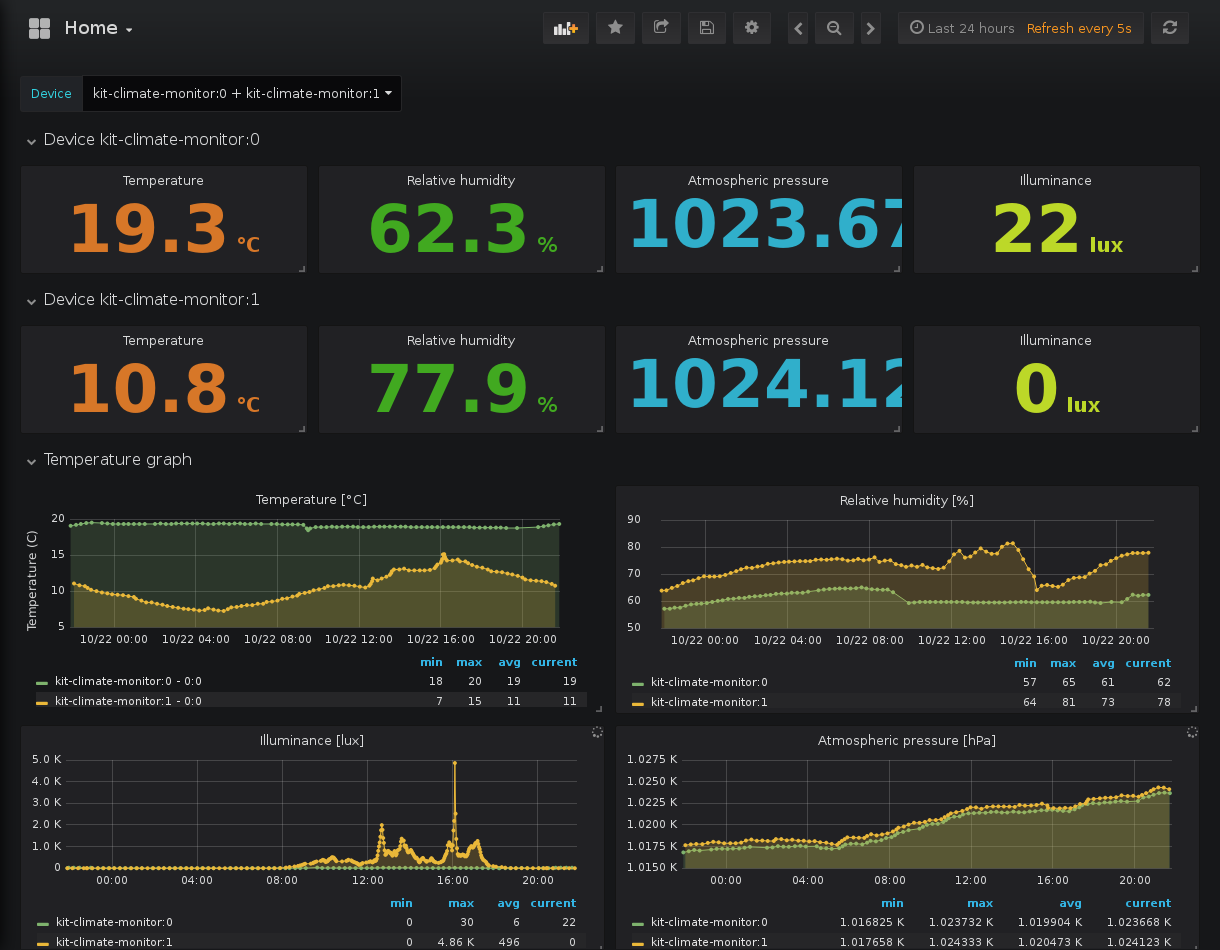 Home
Last 24 hours Refresh every 5s
Device kit-climate-monitor:0 + kit-climate-monitor:1
Device kit-climate-monitor:0
Temperature Relative humidity Atmospheric pressure Illuminance
19.3 °C 62.3 % 1023.67 22 lux
Device kit-climate-monitor:1
Temperature Relative humidity Atmospheric pressure Illuminance
10.8 °C 77.9 % 1024.12 0 lux
Temperature graph
Temperature [°C]
Temperature (C)
20
15
10
5
10/22 00:00 10/22 04:00 10/22 08:00 10/22 12:00 10/22 16:00 10/22 20:00
min max avg current
kit-climate-monitor:0 - 0:0 18 20 19 19
kit-climate-monitor:1 - 0:0 7 15 11 11
Relative humidity [%]
90
80
70
60
50
10/22 00:00 10/22 04:00 10/22 08:00 10/22 12:00 10/22 16:00 10/22 20:00
min max avg current
kit-climate-monitor:0 57 65 61 62
kit-climate-monitor:1 64 81 73 78
Illuminance [lux]
5.0 K
4.0 K
3.0 K
2.0 K
1.0 K
0
00:00 04:00 08:00 12:00 16:00 20:00
min max avg current
kit-climate-monitor:0 0 30 6 22
kit-climate-monitor:1 0 4.86 K 496 0
Atmospheric pressure [hPa]
1.0275 K
1.0250 K
1.0225 K
1.0200 K
1.0175 K
1.0150 K
00:00 04:00 08:00 12:00 16:00 20:00
min max avg current
kit-climate-monitor:0 1.016825 K 1.023732 K 1.019904 K 1.023668 K
kit-climate-monitor:1 1.017658 K 1.024333 K 1.020473 K 1.024123 K